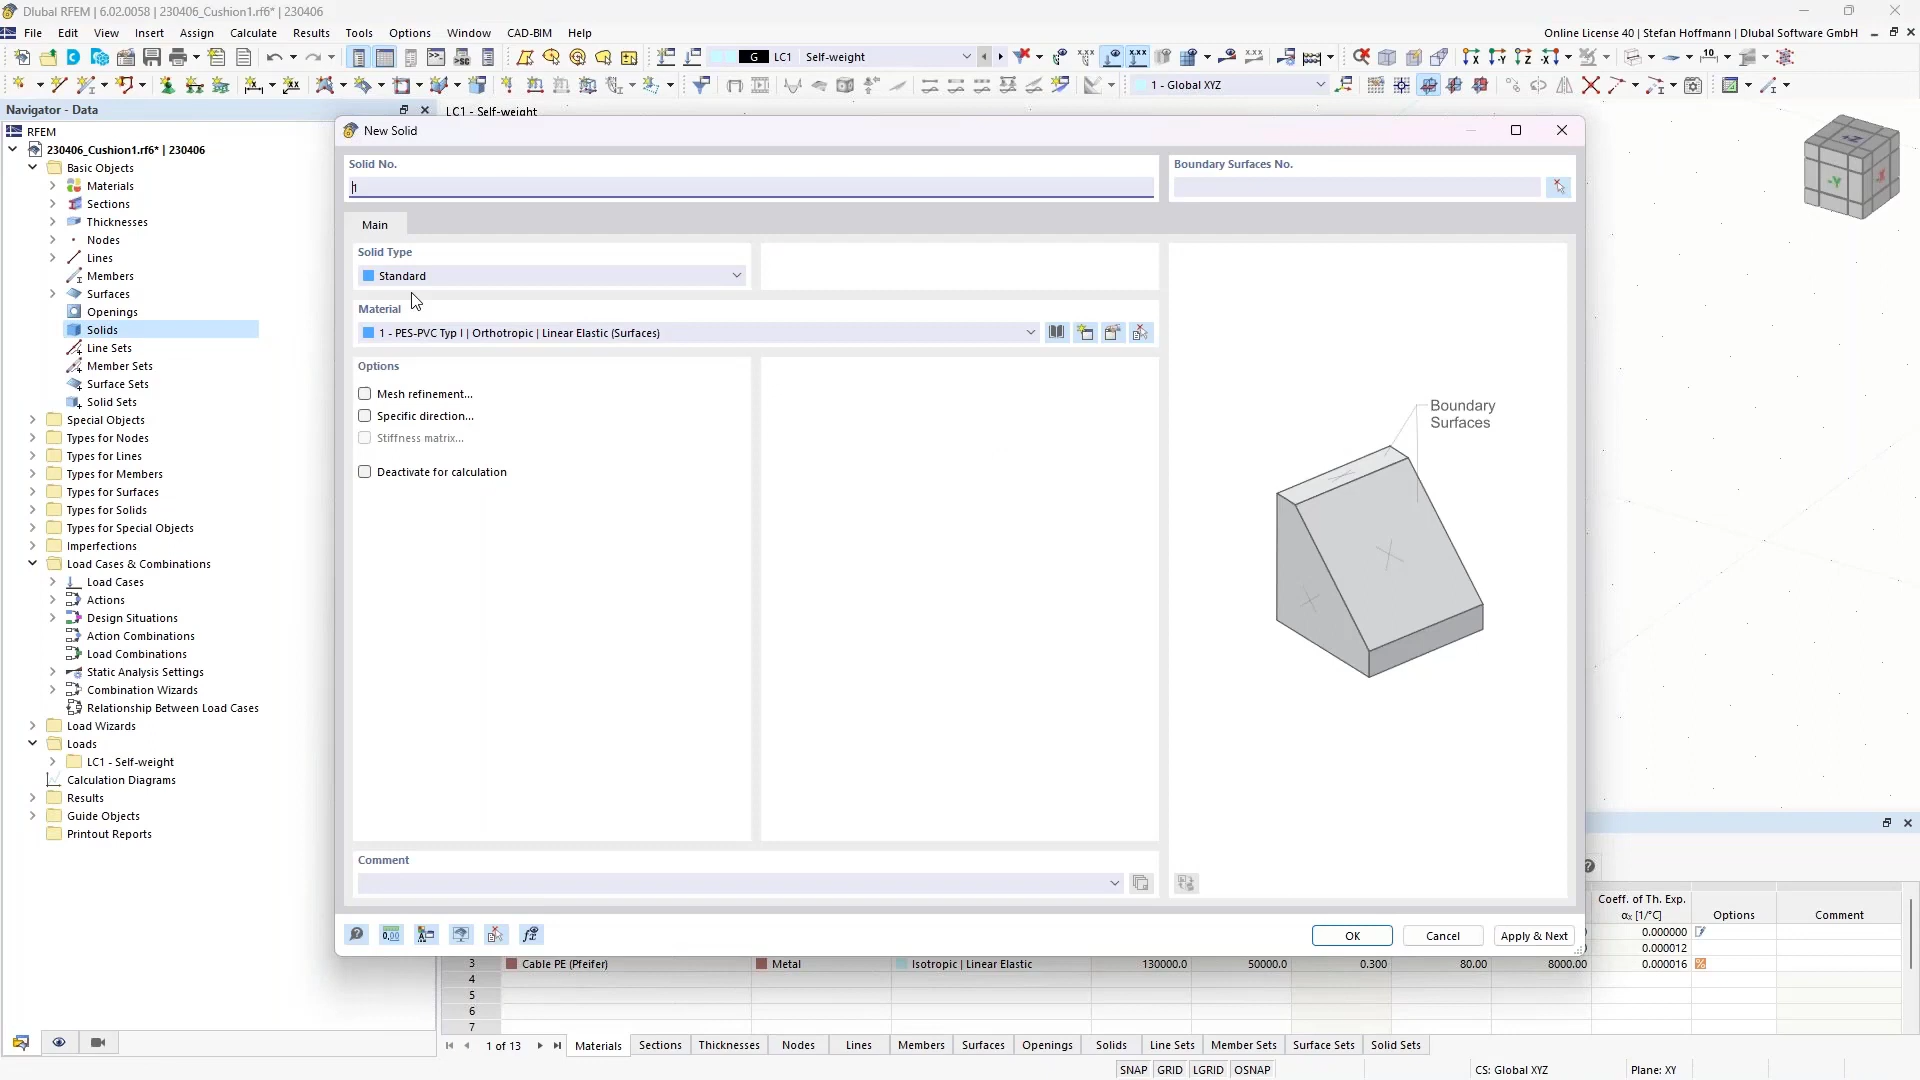 Dlubal RFEM | 6.02.0058 | 230406_Cushion1.rf6* | 230406
File Edit View Insert Assign Calculate Results Tools Options Window CAD-BIM Help
Online License 40 | Stefan Hoffmann | Dlubal Software GmbH
G LC1 Self-weight
1 - Global XYZ
Navigator - Data
LC1 - Self-weight
RFEM
230406_Cushion1.rf6* | 230406
Basic Objects
Materials
Sections
Thicknesses
Nodes
Lines
Members
Surfaces
Openings
Solids
Line Sets
Member Sets
Surface Sets
Solid Sets
Special Objects
Types for Nodes
Types for Lines
Types for Members
Types for Surfaces
Types for Solids
Types for Special Objects
Imperfections
Load Cases & Combinations
Load Cases
Actions
Design Situations
Action Combinations
Load Combinations
Static Analysis Settings
Combination Wizards
Relationship Between Load Cases
Load Wizards
Loads
LC1 - Self-weight
Calculation Diagrams
Results
Guide Objects
Printout Reports
New Solid
Solid No.
1
Boundary Surfaces No.
Main
Solid Type
Standard
Material
1 - PES-PVC Typ I | Orthotropic | Linear Elastic (Surfaces)
Options
Mesh refinement...
Specific direction...
Stiffness matrix...
Deactivate for calculation
Boundary
Surfaces
Comment
OK Cancel Apply & Next
+Z
-Y
-X
Coeff. of Th. Exp.
αx [1/°C] Options Comment
0.000000
0.000012
3 Cable PE (Pfeifer) Metal Isotropic | Linear Elastic 130000.0 50000.0 0.300 80.00 8000.00 0.000016
4
5
6
7
1 of 13 Materials Sections Thicknesses Nodes Lines Members Surfaces Openings Solids Line Sets Member Sets Surface Sets Solid Sets
SNAP GRID LGRID OSNAP CS: Global XYZ Plane: XY